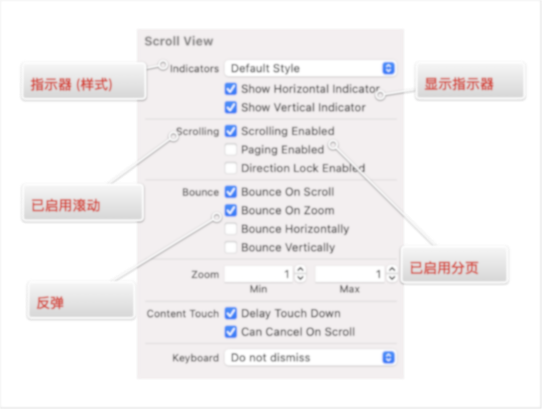 Scroll View
指示器 (样式)
Indicators
Default Style
显示指示器
Show Horizontal Indicator
Show Vertical Indicator
Scrolling
Scrolling Enabled
Paging Enabled
Direction Lock Enabled
已启用滚动
Bounce
Bounce On Scroll
Bounce On Zoom
Bounce Horizontally
Bounce Vertically
已启用分页
反弹
Zoom
1
1
Min
Max
Content Touch
Delay Touch Down
Can Cancel On Scroll
Keyboard
Do not dismiss